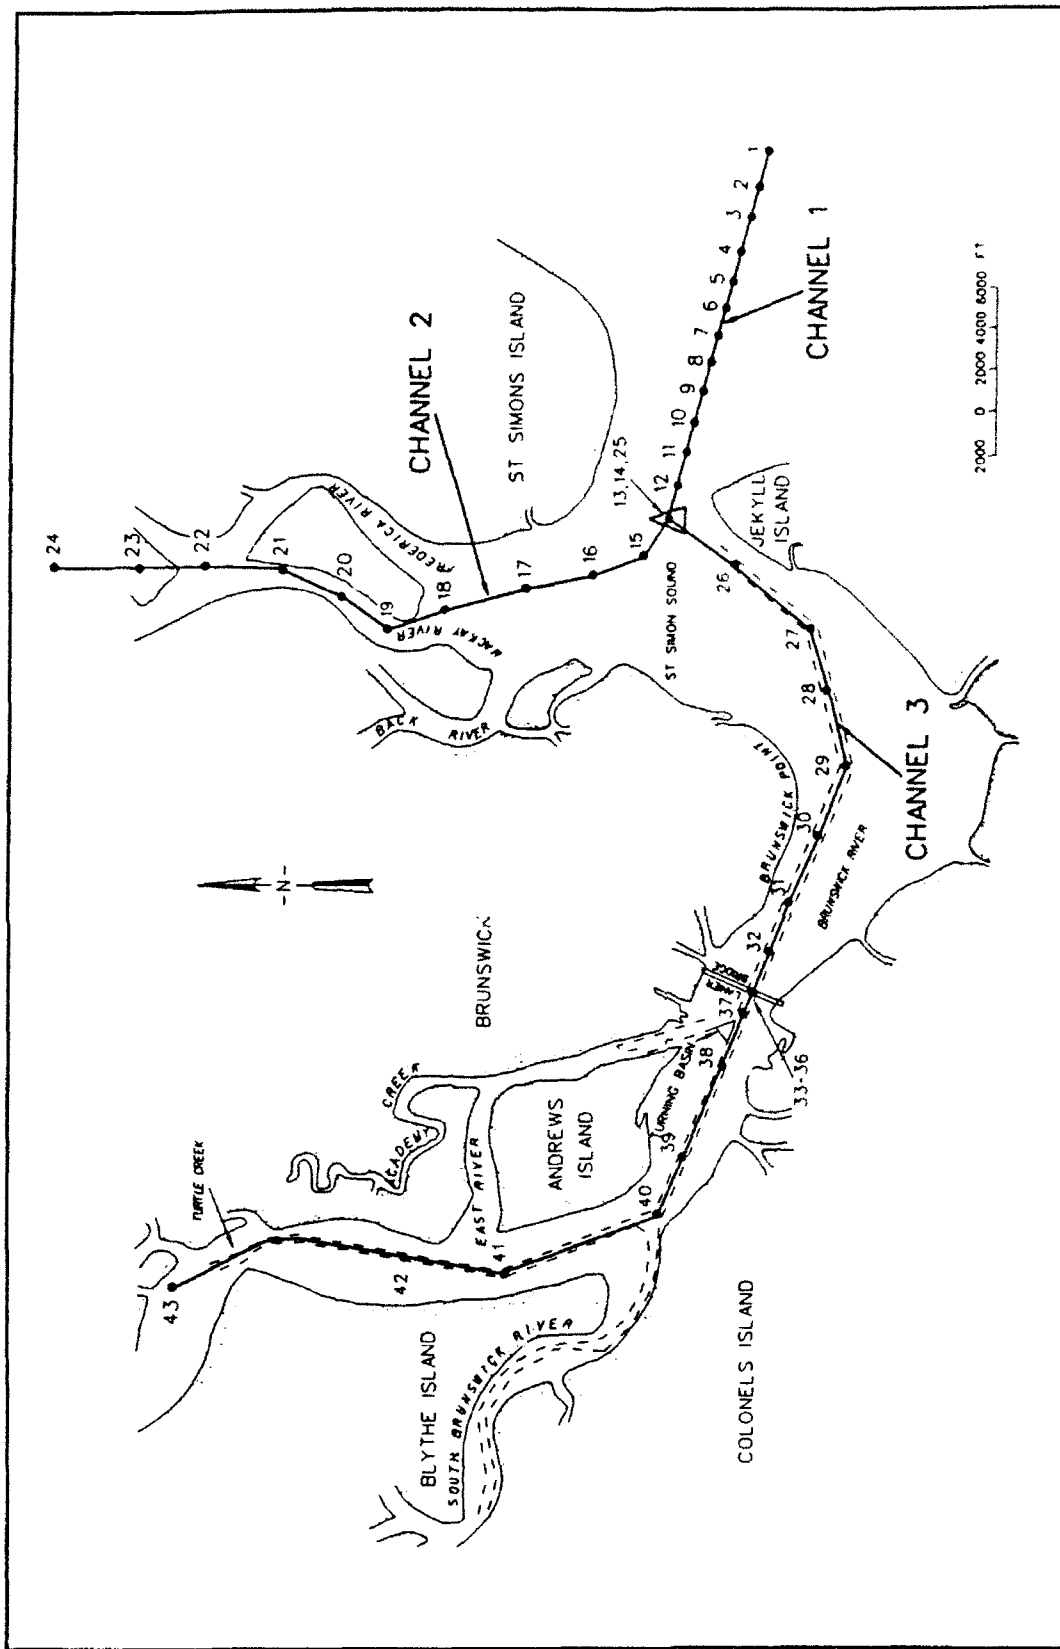 24
23
22
21
20
19
18
17
16
15
13,14,25
12
11
10
9
8
7
6
5
4
3
2
1
CHANNEL 1
CHANNEL 2
ST SIMONS ISLAND
FREDERICA RIVER
MACKAY RIVER
BACK
RIVER
ST SIMON SOUND
JEKYLL
ISLAND
2000 0 2000 4000 6000 FT
26
27
28
29
CHANNEL 3
30
31
32
BRUNSWICK POINT
BRUNSWICK RIVER
-N-
BRUNSWICK
LANIER
BRIDGE
33-36
37
38
39
40
TURNING BASIN
ANDREWS
ISLAND
ACADEMY CREEK
EAST RIVER
TURTLE CREEK
41
42
43
BLYTHE ISLAND
SOUTH BRUNSWICK RIVER
COLONELS ISLAND